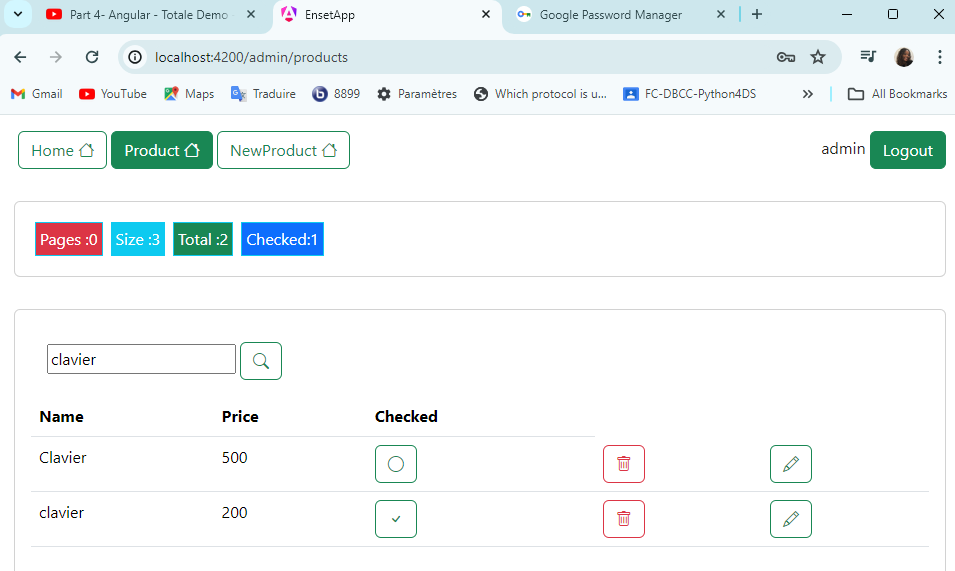 Part 4- Angular - Totale Demo
EnsetApp
Google Password Manager
localhost:4200/admin/products
Gmail
YouTube
Maps
Traduire
8899
Paramètres
Which protocol is u...
FC-DBCC-Python4DS
All Bookmarks
Home
Product
NewProduct
admin
Logout
Pages :0
Size :3
Total :2
Checked:1
clavier
Name Price Checked
Clavier 500
clavier 200